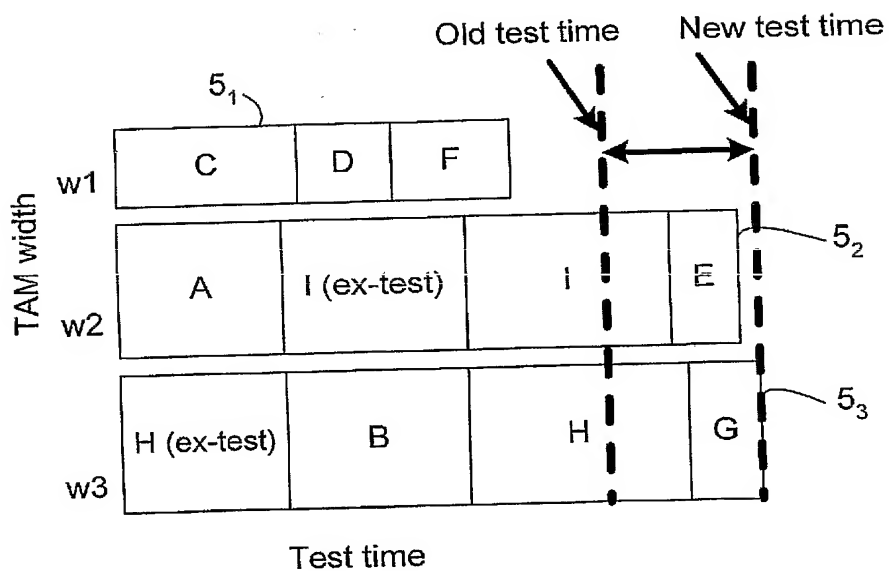 Old test time
New test time
5₁
C
D
F
w1
TAM width
A
I (ex-test)
I
E
5₂
w2
H (ex-test)
B
H
G
5₃
w3
Test time